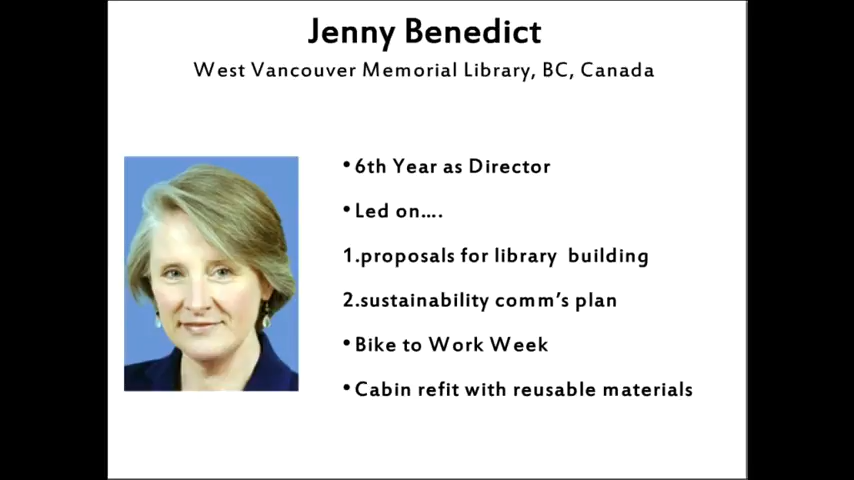 Jenny Benedict
West Vancouver Memorial Library, BC, Canada
•6th Year as Director
•Led on....
1.proposals for library  building
2.sustainability comm's plan
•Bike to Work Week
•Cabin refit with reusable materials